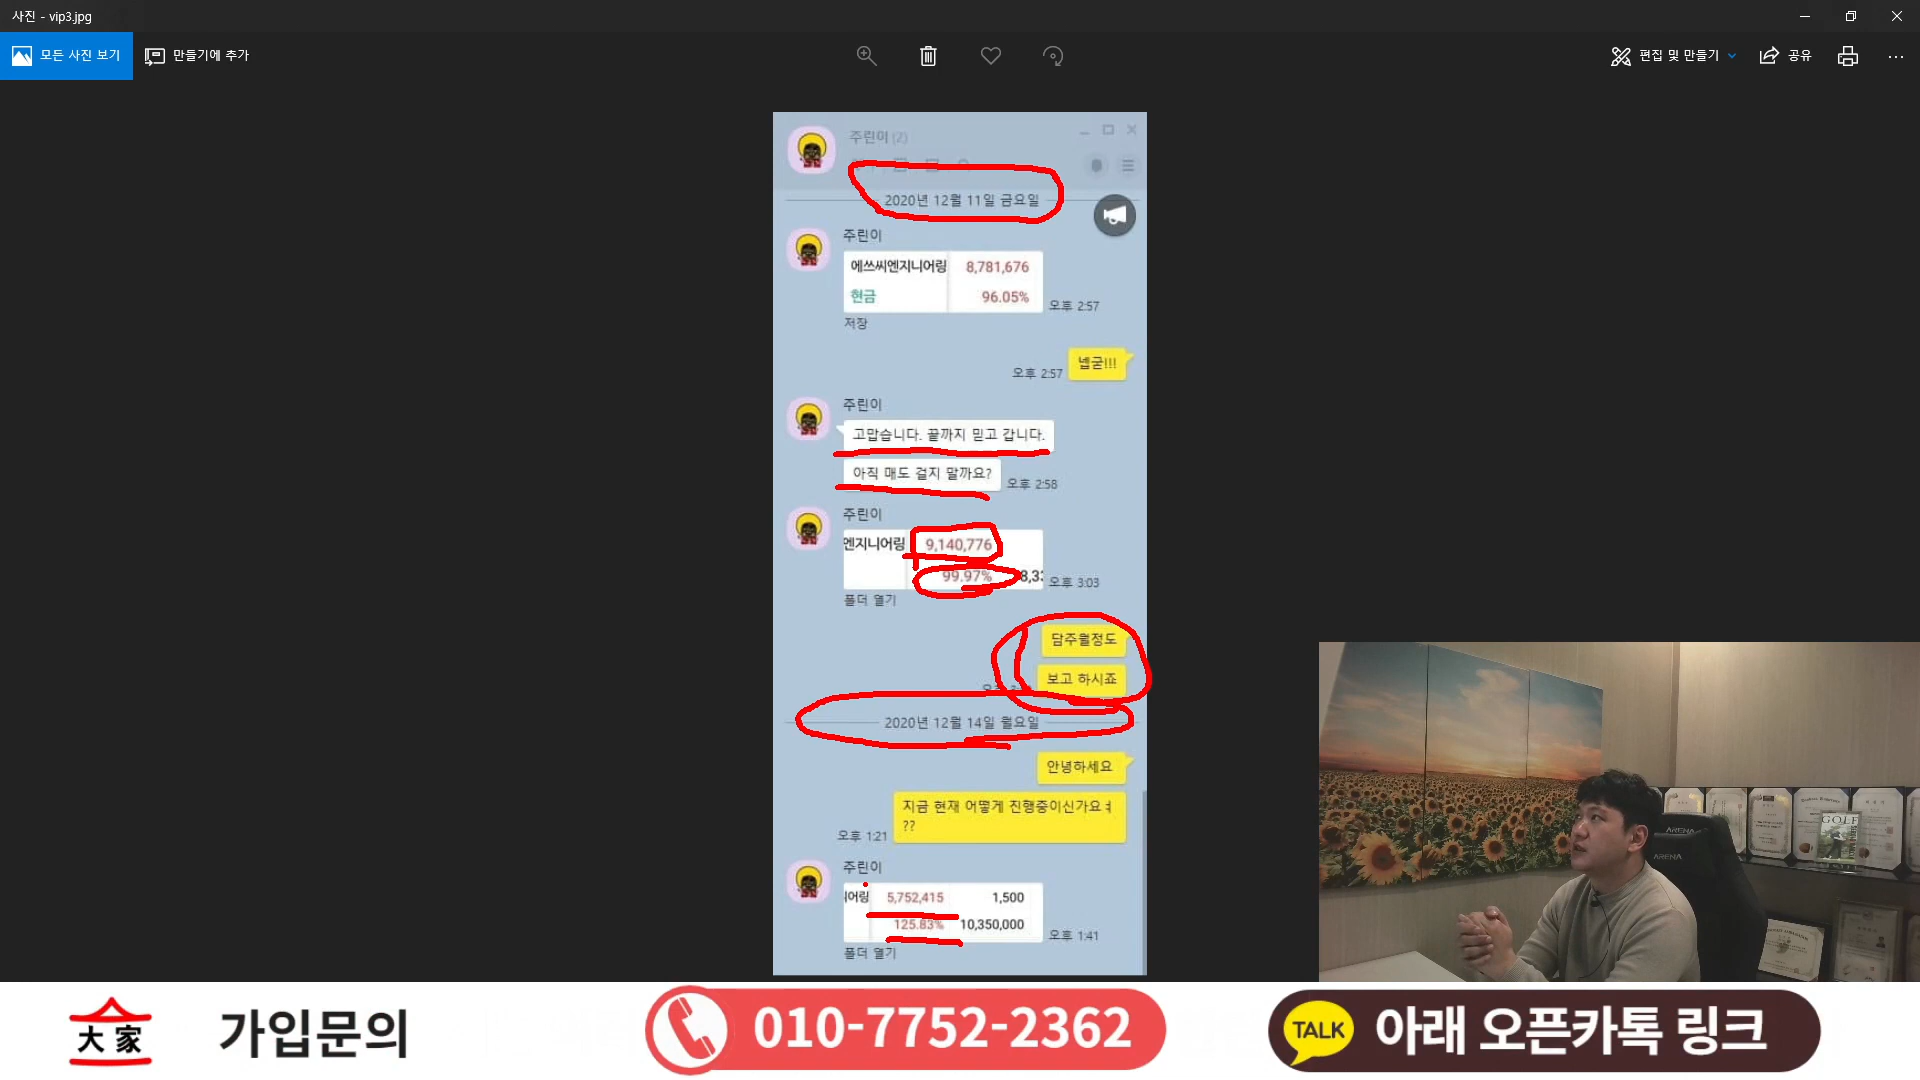 사진 - vip3.jpg
모든 사진 보기
만들기에 추가
편집 및 만들기
공유
주린이 (2)
2020년 12월 11일 금요일
주린이
에쓰씨엔지니어링 8,781,676
현금 96.05%
오후 2:57
저장
넵굳!!!
오후 2:57
주린이
고맙습니다. 끝까지 믿고 갑니다.
아직 매도 걸지 말까요?
오후 2:58
주린이
엔지니어링 9,140,776
99.97%
오후 3:03
폴더 열기
담주월정도
보고 하시죠
2020년 12월 14일 월요일
안녕하세요
지금 현재 어떻게 진행중이신가요ㅕ
??
오후 1:21
주린이
어링 5,752,415 1,500
125.83% 10,350,000
오후 1:41
폴더 열기
GOLF
ARENA
ARENA
大家
가입문의
010-7752-2362
TALK
아래 오픈카톡 링크